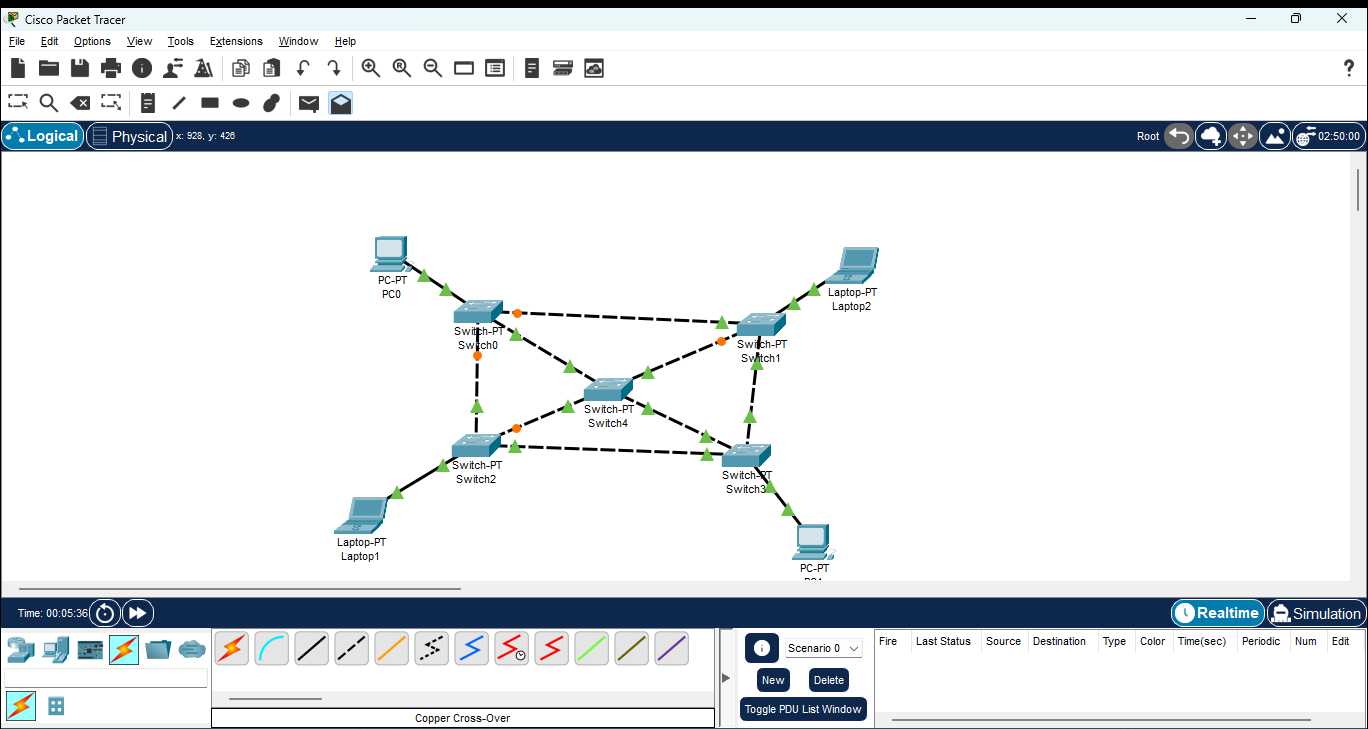 Cisco Packet Tracer
File Edit Options View Tools Extensions Window Help
Logical Physical x: 928, y: 426 Root 02:50:00
PC-PT
PC0
Laptop-PT
Laptop2
Switch-PT
Switch0
Switch-PT
Switch1
Switch-PT
Switch4
Switch-PT
Switch2
Switch-PT
Switch3
Laptop-PT
Laptop1
PC-PT
Time: 00:05:36 Realtime Simulation
Scenario 0
New Delete
Toggle PDU List Window
Fire Last Status Source Destination Type Color Time(sec) Periodic Num Edit
Copper Cross-Over